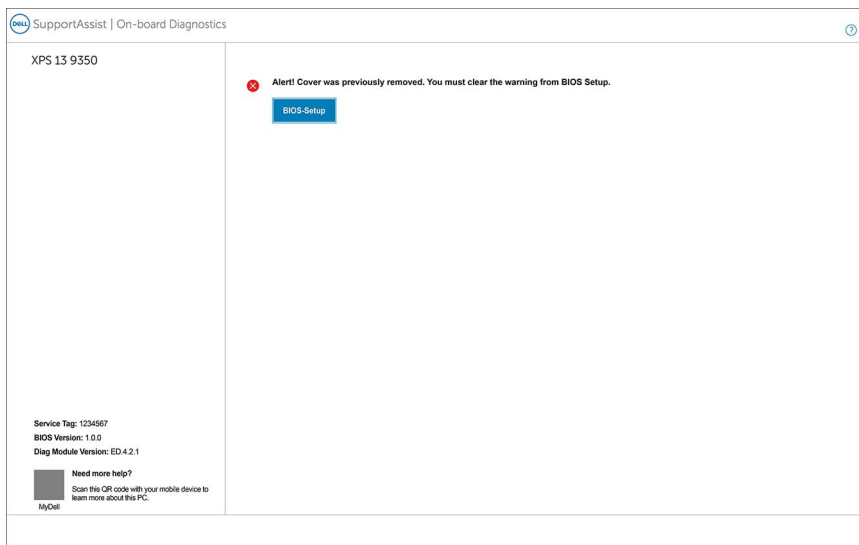 DELL SupportAssist | On-board Diagnostics
?
XPS 13 9350
Alert! Cover was previously removed. You must clear the warning from BIOS Setup.
BIOS-Setup
Service Tag: 1234567
BIOS Version: 1.0.0
Diag Module Version: ED.4.2.1
Need more help?
Scan this QR code with your mobile device to
learn more about this PC.
MyDell